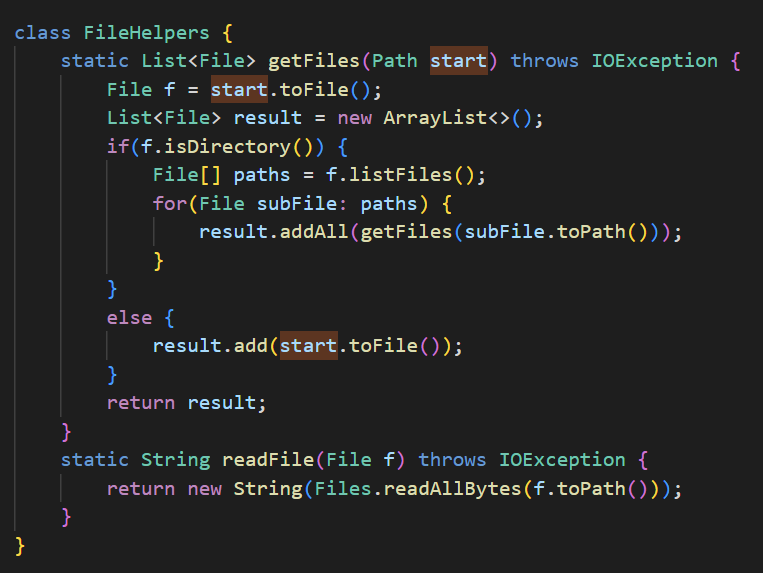 class FileHelpers {
    static List<File> getFiles(Path start) throws IOException {
        File f = start.toFile();
        List<File> result = new ArrayList<>();
        if(f.isDirectory()) {
            File[] paths = f.listFiles();
            for(File subFile: paths) {
                result.addAll(getFiles(subFile.toPath()));
            }
        }
        else {
            result.add(start.toFile());
        }
        return result;
    }
    static String readFile(File f) throws IOException {
        return new String(Files.readAllBytes(f.toPath()));
    }
}